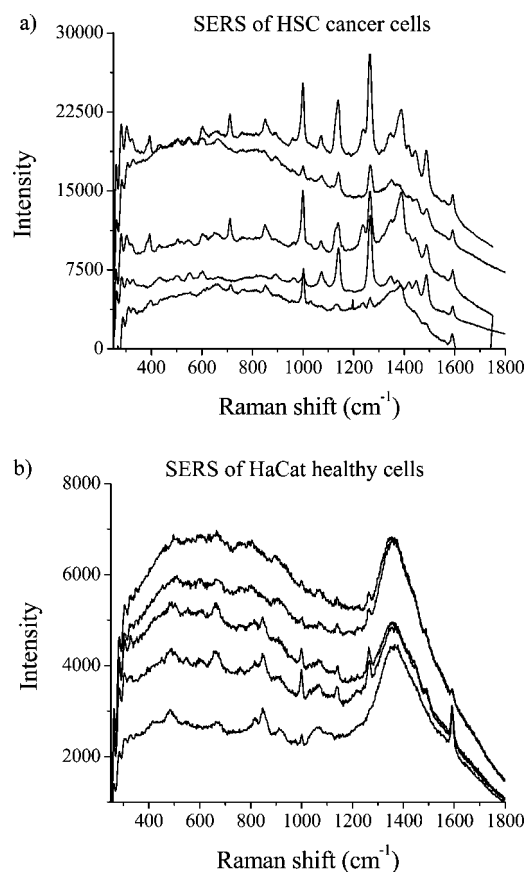 a)
SERS of HSC cancer cells
30000
22500
15000
7500
0
Intensity
400 600 800 1000 1200 1400 1600 1800
Raman shift (cm⁻¹)
b)
SERS of HaCat healthy cells
8000
6000
4000
2000
Intensity
400 600 800 1000 1200 1400 1600 1800
Raman shift (cm⁻¹)